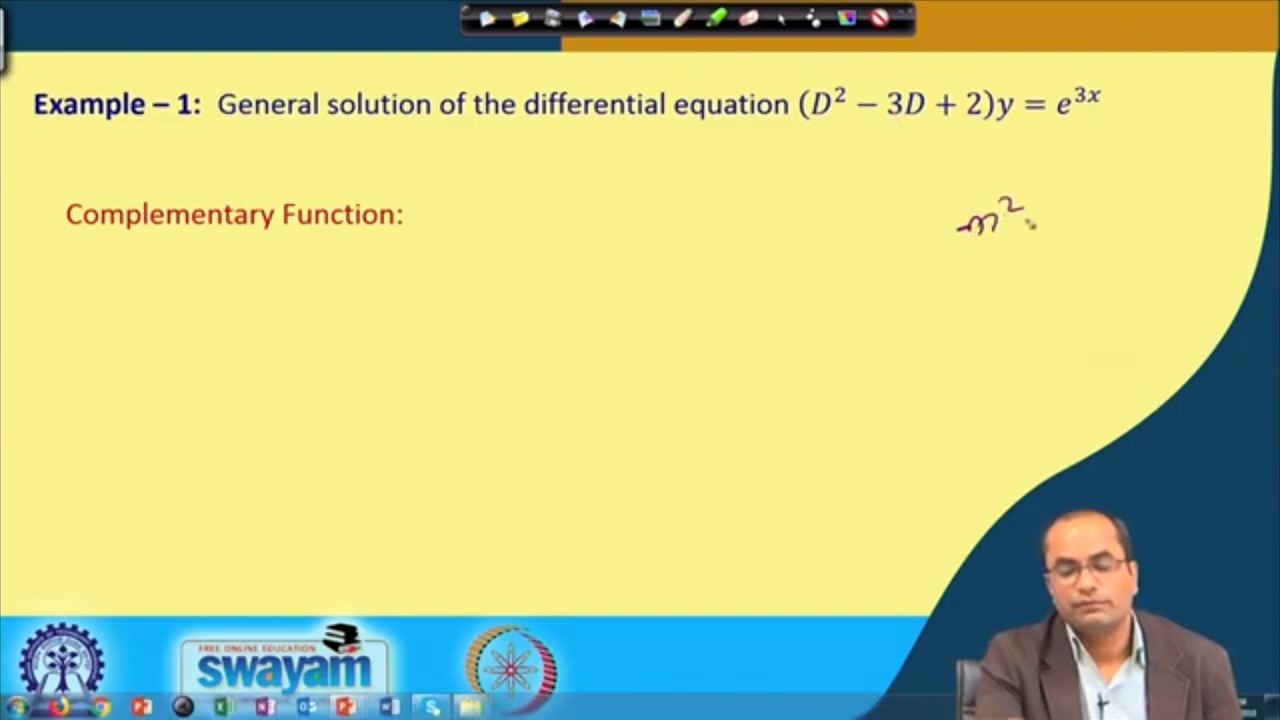 Example – 1: General solution of the differential equation (D² − 3D + 2)y = e³ˣ
Complementary Function:
m²
FREE ONLINE EDUCATION
swayam